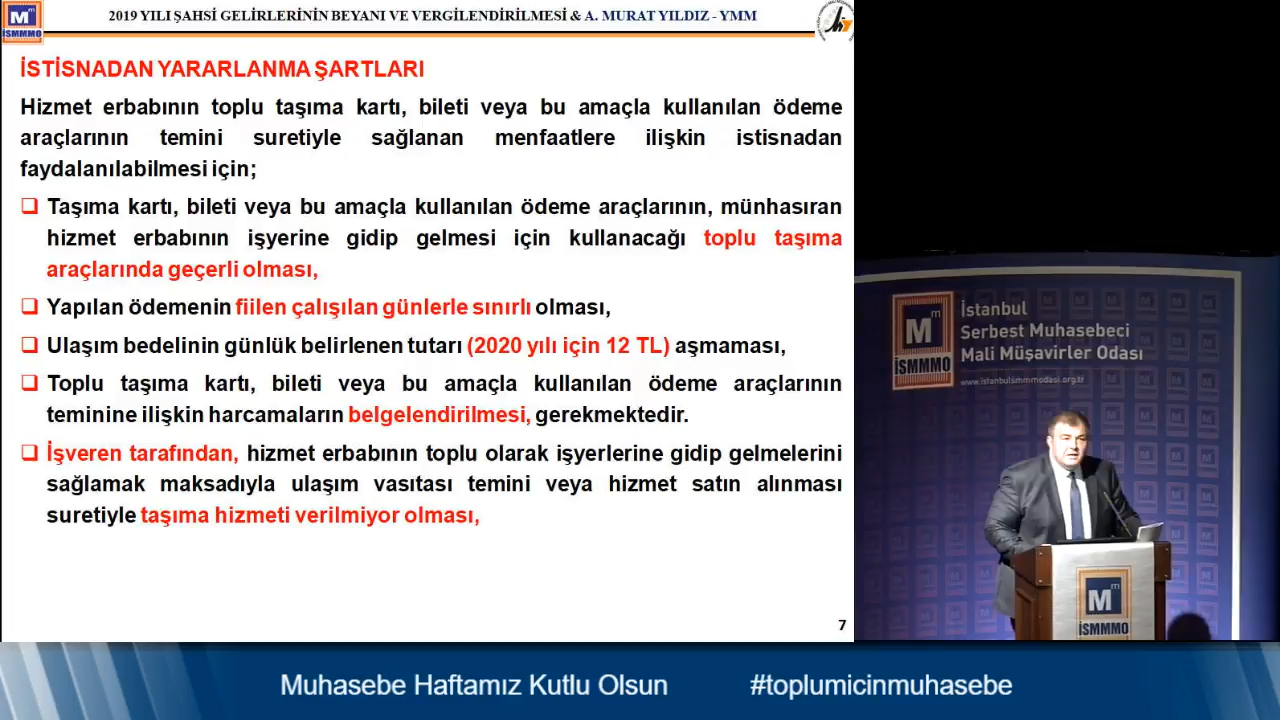 2019 YILI ŞAHSİ GELİRLERİNİN BEYANI VE VERGİLENDİRİLMESİ & A. MURAT YILDIZ - YMM
M m
İSMMMO
İSTİSNADAN YARARLANMA ŞARTLARI
Hizmet erbabının toplu taşıma kartı, bileti veya bu amaçla kullanılan ödeme
araçlarının temini suretiyle sağlanan menfaatlere ilişkin istisnadan
faydalanılabilmesi için;
❑ Taşıma kartı, bileti veya bu amaçla kullanılan ödeme araçlarının, münhasıran
hizmet erbabının işyerine gidip gelmesi için kullanacağı toplu taşıma
araçlarında geçerli olması,
❑ Yapılan ödemenin fiilen çalışılan günlerle sınırlı olması,
❑ Ulaşım bedelinin günlük belirlenen tutarı (2020 yılı için 12 TL) aşmaması,
❑ Toplu taşıma kartı, bileti veya bu amaçla kullanılan ödeme araçlarının
teminine ilişkin harcamaların belgelendirilmesi, gerekmektedir.
❑ İşveren tarafından, hizmet erbabının toplu olarak işyerlerine gidip gelmelerini
sağlamak maksadıyla ulaşım vasıtası temini veya hizmet satın alınması
suretiyle taşıma hizmeti verilmiyor olması,
7
M m
İSMMMO
İstanbul
Serbest Muhasebeci
Mali Müşavirler Odası
www.istanbulsmmmodasi.org.tr
M m
İSMMMO
Muhasebe Haftamız Kutlu Olsun #toplumicinmuhasebe